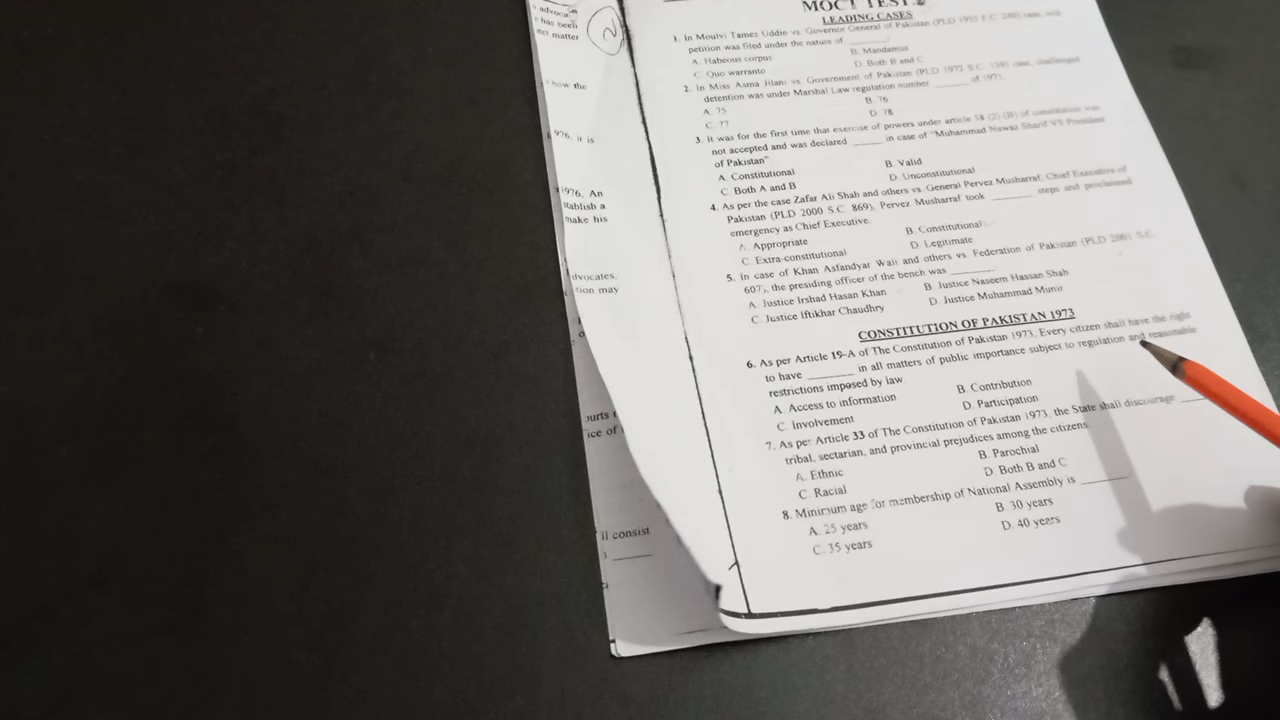 advoca
has been
ect matter
2
how the
976, it is
1976, An
stablish a
make his
dvocates,
tion may
ourts
ice of
ll consist
MOCT TEST.2
LEADING CASES
1. In Moulvi Tamez Uddin vs. Governor General of Pakistan (PLD 1955 F.C. 240) case, writ
petition was filed under the nature of ______
A. Habeous corpus
B. Mandamus
C. Quo warranto
D. Both B and C
2. In Miss Asma Jilani vs. Government of Pakistan (PLD 1972 S.C. 139) case, challenged
detention was under Marshal Law regulation number ______ of 1971.
A. 75
B. 76
C. 77
D. 78
3. It was for the first time that exercise of powers under article 58 (2) (B) of constitution was
not accepted and was declared ______ in case of "Muhammad Nawaz Sharif VS President
of Pakistan"
A. Constitutional
B. Valid
C. Both A and B
D. Unconstitutional
4. As per the case Zafar Ali Shah and others vs. General Pervez Musharraf, Chief Executive of
Pakistan (PLD 2000 S.C. 869), Pervez Musharraf took ______ steps and proclaimed
emergency as Chief Executive.
A. Appropriate
B. Constitutional
C. Extra-constitutional
D. Legitimate
5. In case of Khan Asfandyar Wali and others vs. Federation of Pakistan (PLD 2001 S.C.
607), the presiding officer of the bench was ______
A. Justice Irshad Hasan Khan
B. Justice Naseem Hassan Shah
C. Justice Iftikhar Chaudhry
D. Justice Muhammad Munir
CONSTITUTION OF PAKISTAN 1973
6. As per Article 19-A of The Constitution of Pakistan 1973, Every citizen shall have the right
to have ______ in all matters of public importance subject to regulation and reasonable
restrictions imposed by law.
A. Access to information
B. Contribution
C. Involvement
D. Participation
7. As per Article 33 of The Constitution of Pakistan 1973, the State shall discourage ____
tribal, sectarian, and provincial prejudices among the citizens.
A. Ethnic
B. Parochial
C. Racial
D. Both B and C
8. Minimum age for membership of National Assembly is ______
A. 25 years
B. 30 years
C. 35 years
D. 40 years